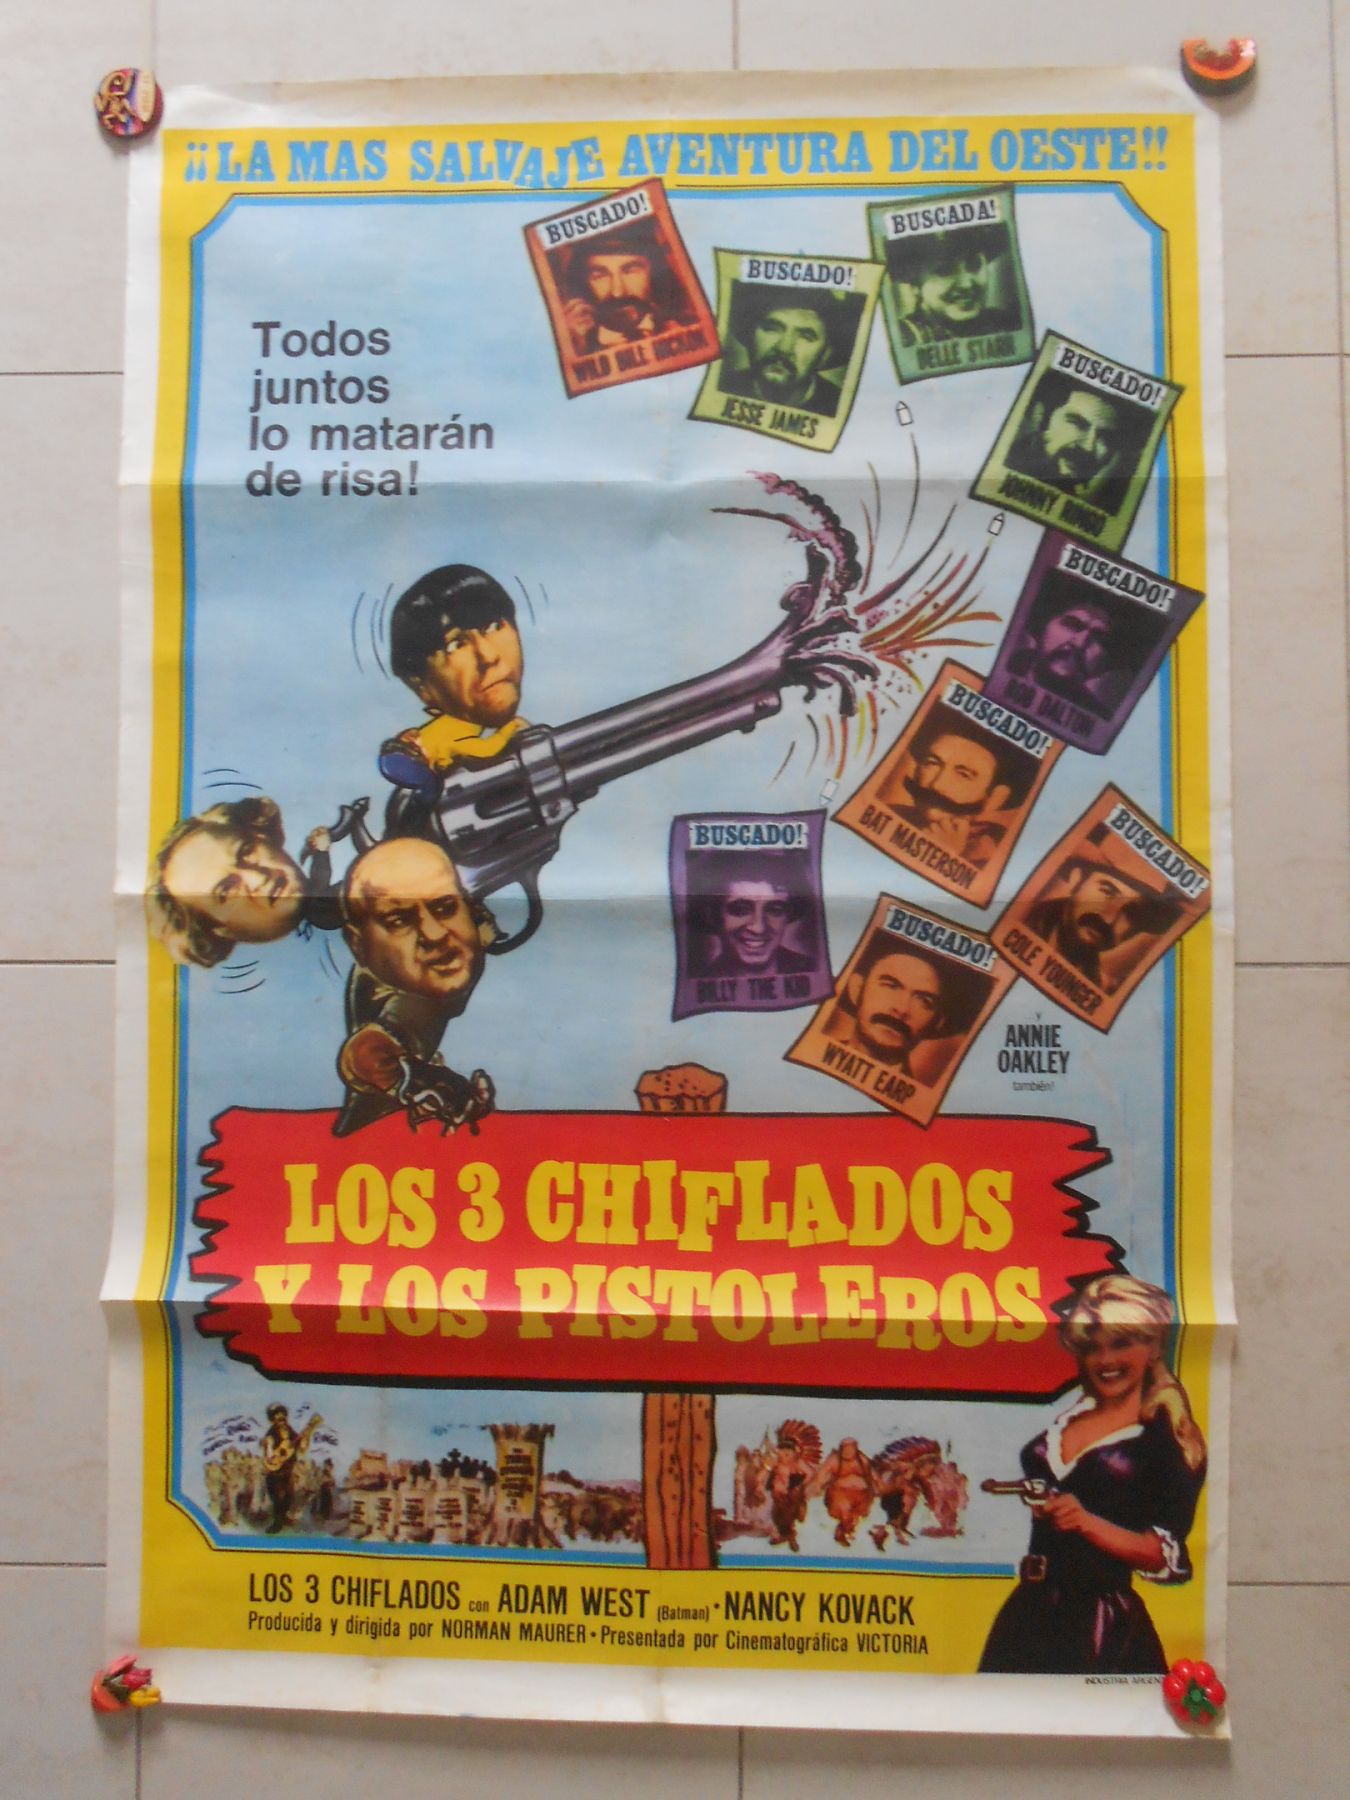 ¡¡LA MAS SALVAJE AVENTURA DEL OESTE!!
Todos
juntos
lo matarán
de risa!
BUSCADO!
WILD BILL HICKOK
BUSCADO!
JESSE JAMES
BUSCADA!
BELLE STARR
BUSCADO!
JOHNNY RINGO
BUSCADO!
BOB DALTON
BUSCADO!
BAT MASTERSON
BUSCADO!
COLE YOUNGER
BUSCADO!
BILLY THE KID
BUSCADO!
WYATT EARP
y
ANNIE
OAKLEY
también!
LOS 3 CHIFLADOS
Y LOS PISTOLEROS
LOS 3 CHIFLADOS con ADAM WEST (Batman) • NANCY KOVACK
Producida y dirigida por NORMAN MAURER • Presentada por Cinematográfica VICTORIA
INDUSTRIA ARGEN